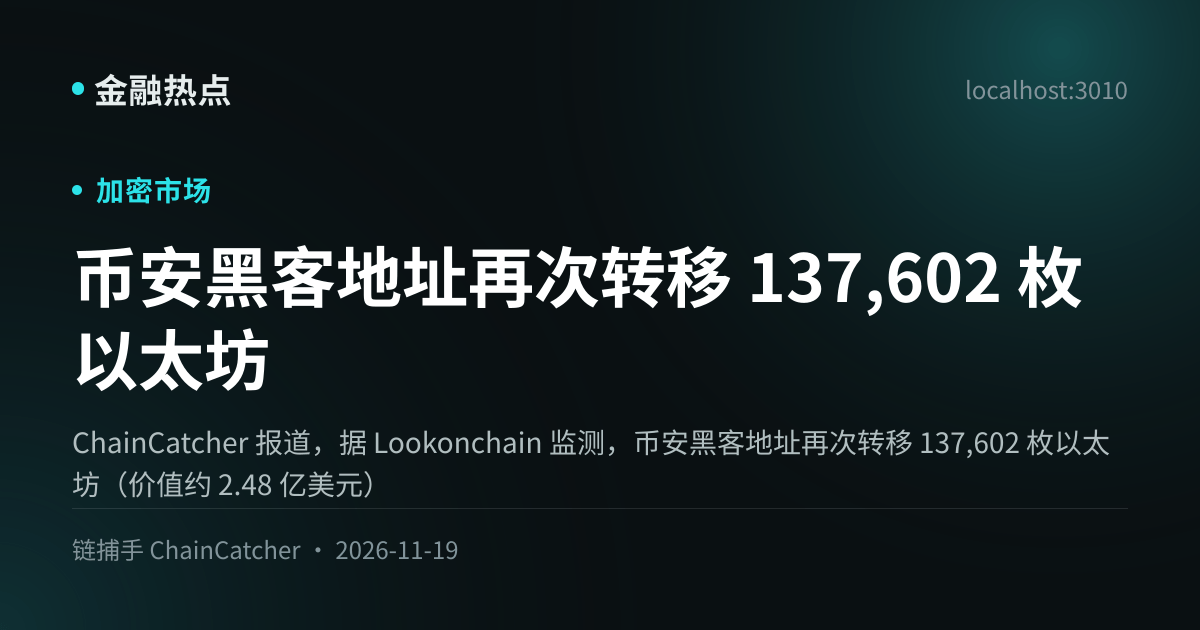 金融热点
localhost:3010
加密市场
币安黑客地址再次转移 137,602 枚
以太坊
ChainCatcher 报道，据 Lookonchain 监测，币安黑客地址再次转移 137,602 枚以太
坊（价值约 2.48 亿美元）
链捕手 ChainCatcher · 2026-11-19